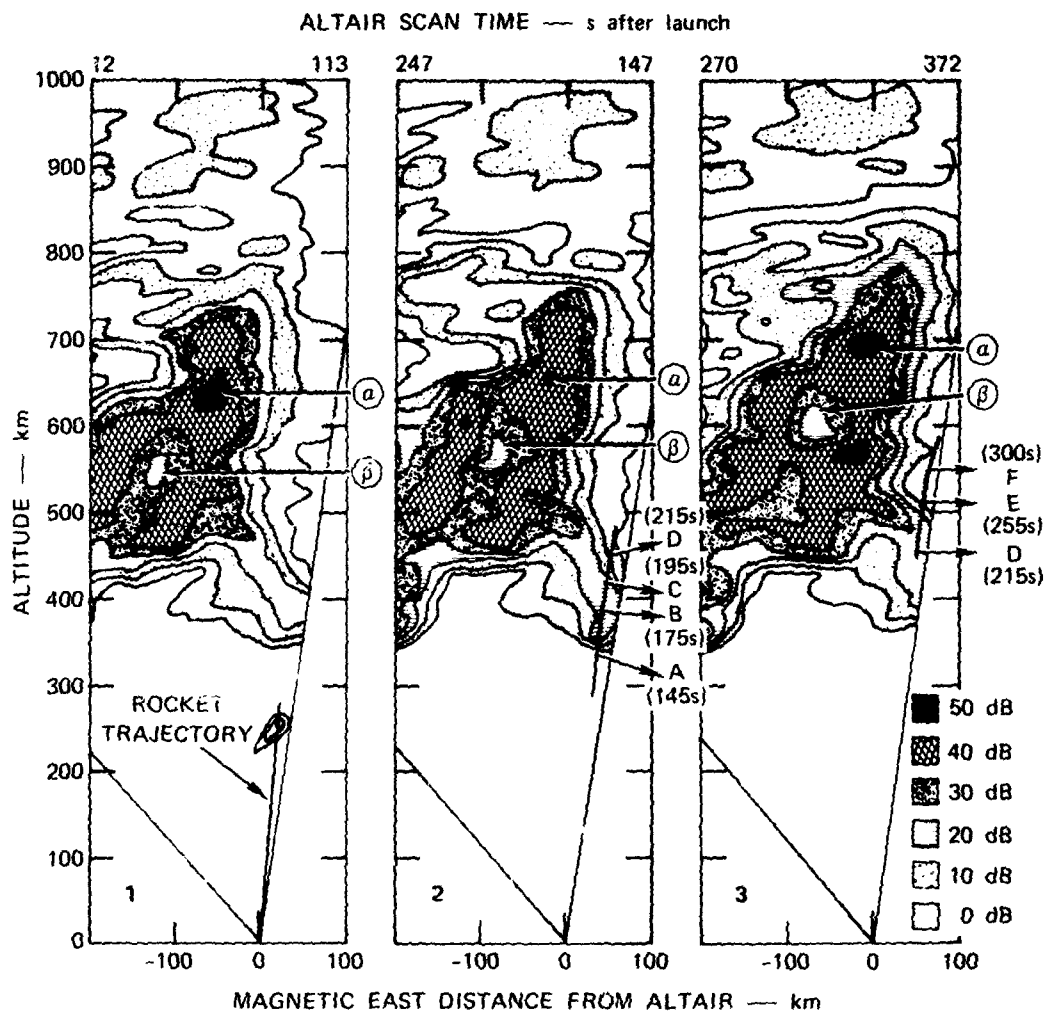 ALTAIR SCAN TIME — s after launch
12 113 247 147 270 372
1000
900
800
700
600
500
400
300
200
100
0
ALTITUDE — km
α
β
ROCKET
TRAJECTORY
1
α
β
(215s)
D
(195s)
C
B
(175s)
A
(145s)
2
α
β
(300s)
F
E
(255s)
D
(215s)
3
50 dB
40 dB
30 dB
20 dB
10 dB
0 dB
-100 0 100 -100 0 100 -100 0 100
MAGNETIC EAST DISTANCE FROM ALTAIR — km